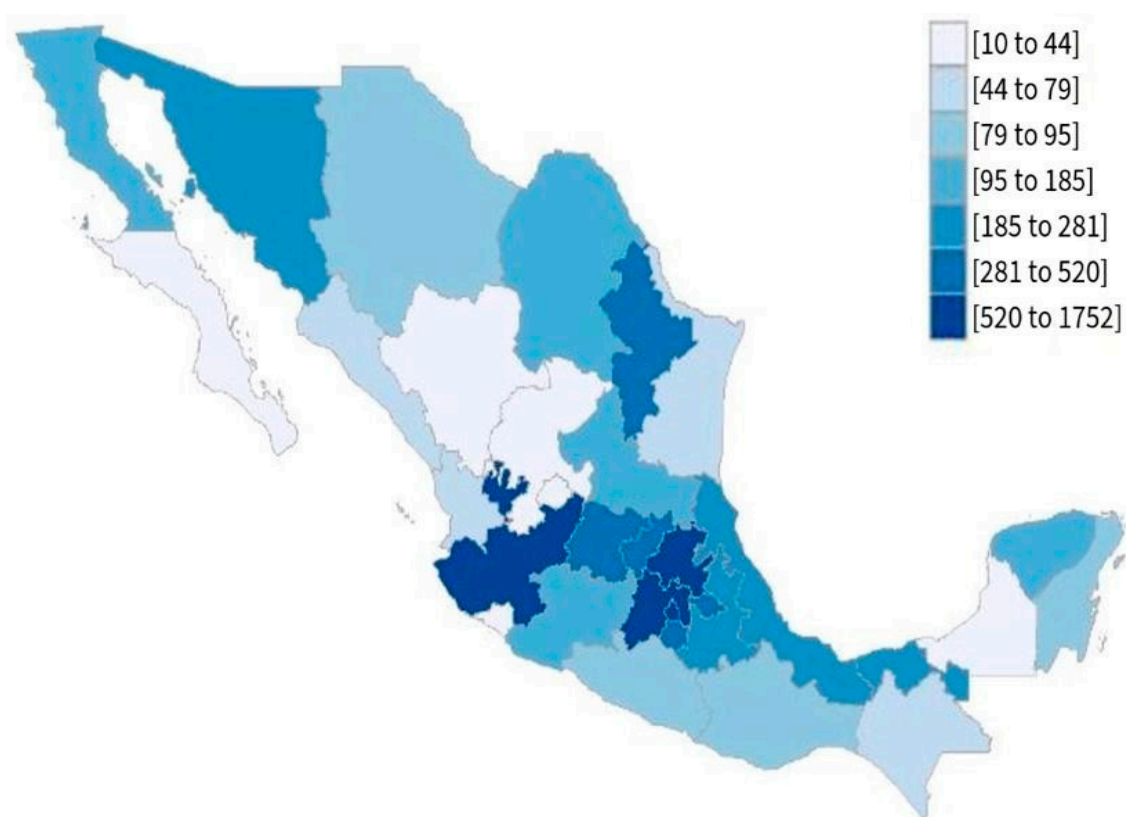 [10 to 44]
[44 to 79]
[79 to 95]
[95 to 185]
[185 to 281]
[281 to 520]
[520 to 1752]